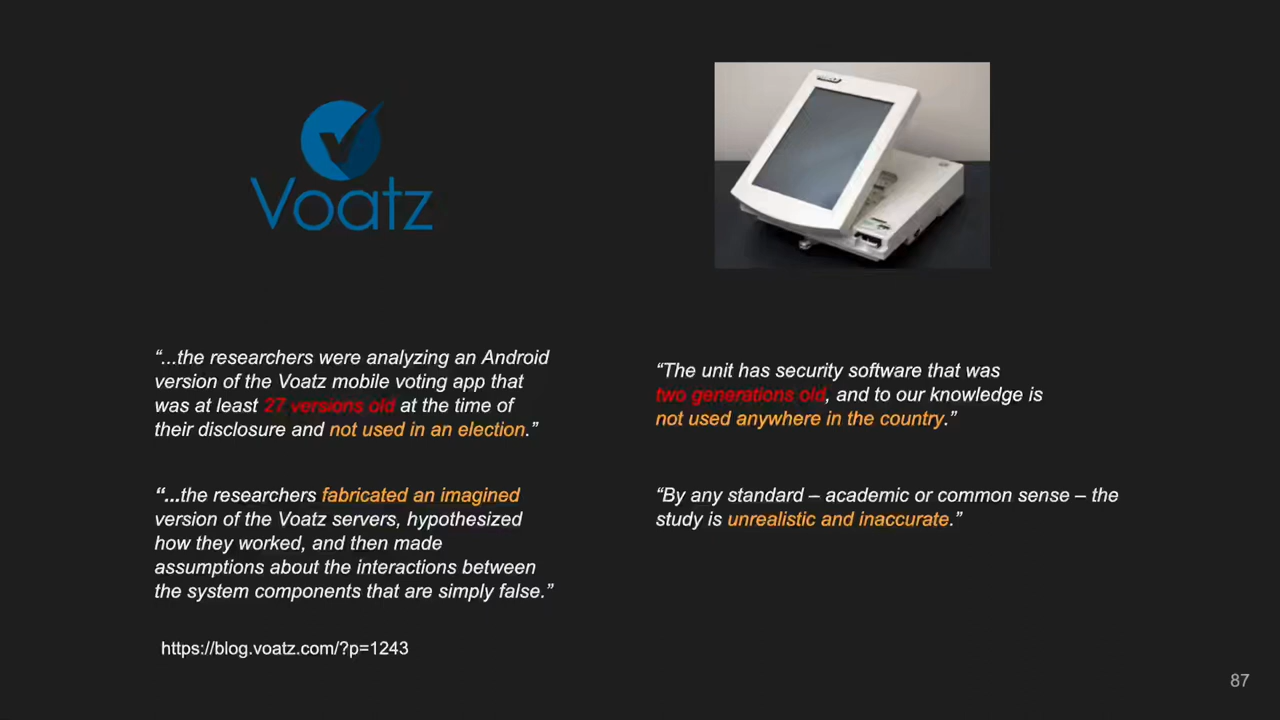 Voatz
“...the researchers were analyzing an Android
version of the Voatz mobile voting app that
was at least 27 versions old at the time of
their disclosure and not used in an election.”
“...the researchers fabricated an imagined
version of the Voatz servers, hypothesized
how they worked, and then made
assumptions about the interactions between
the system components that are simply false.”
https://blog.voatz.com/?p=1243
“The unit has security software that was
two generations old, and to our knowledge is
not used anywhere in the country.”
“By any standard – academic or common sense – the
study is unrealistic and inaccurate.”
87